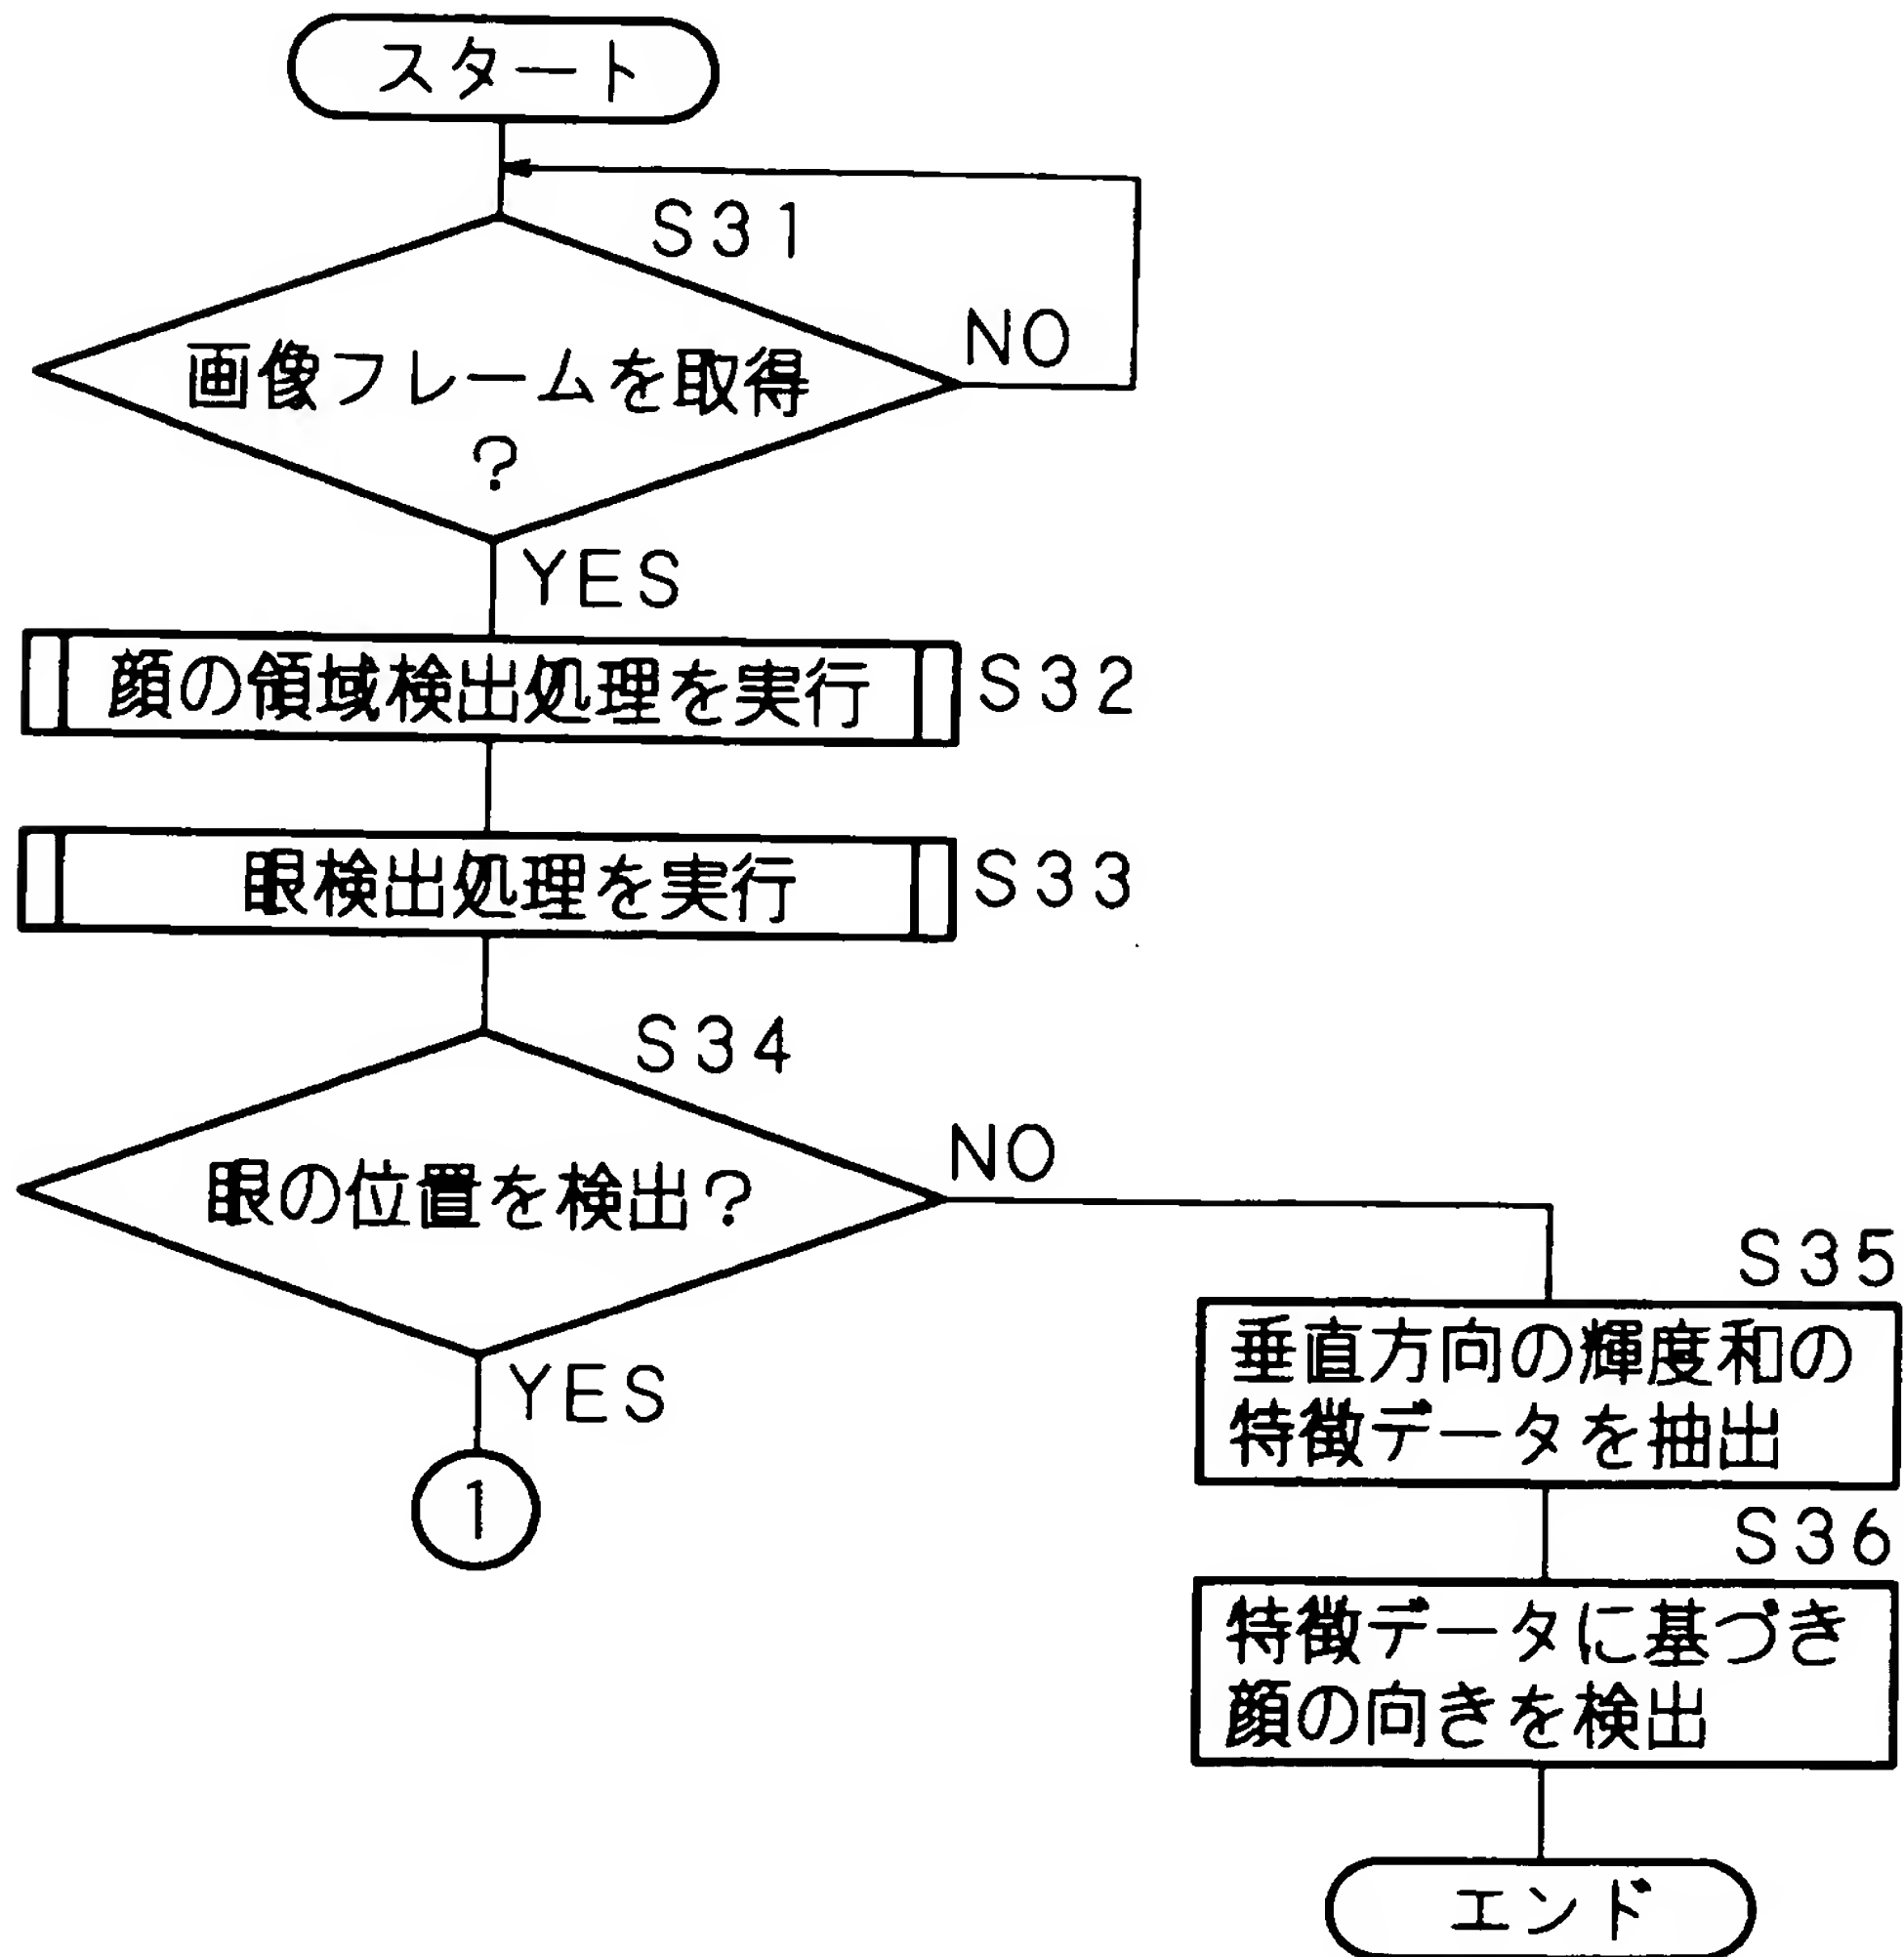 スタート
S31
画像フレームを取得
?
NO
YES
顔の領域検出処理を実行
S32
眼検出処理を実行
S33
S34
眼の位置を検出?
NO
YES
1
S35
垂直方向の輝度和の
特徴データを抽出
S36
特徴データに基づき
顔の向きを検出
エンド